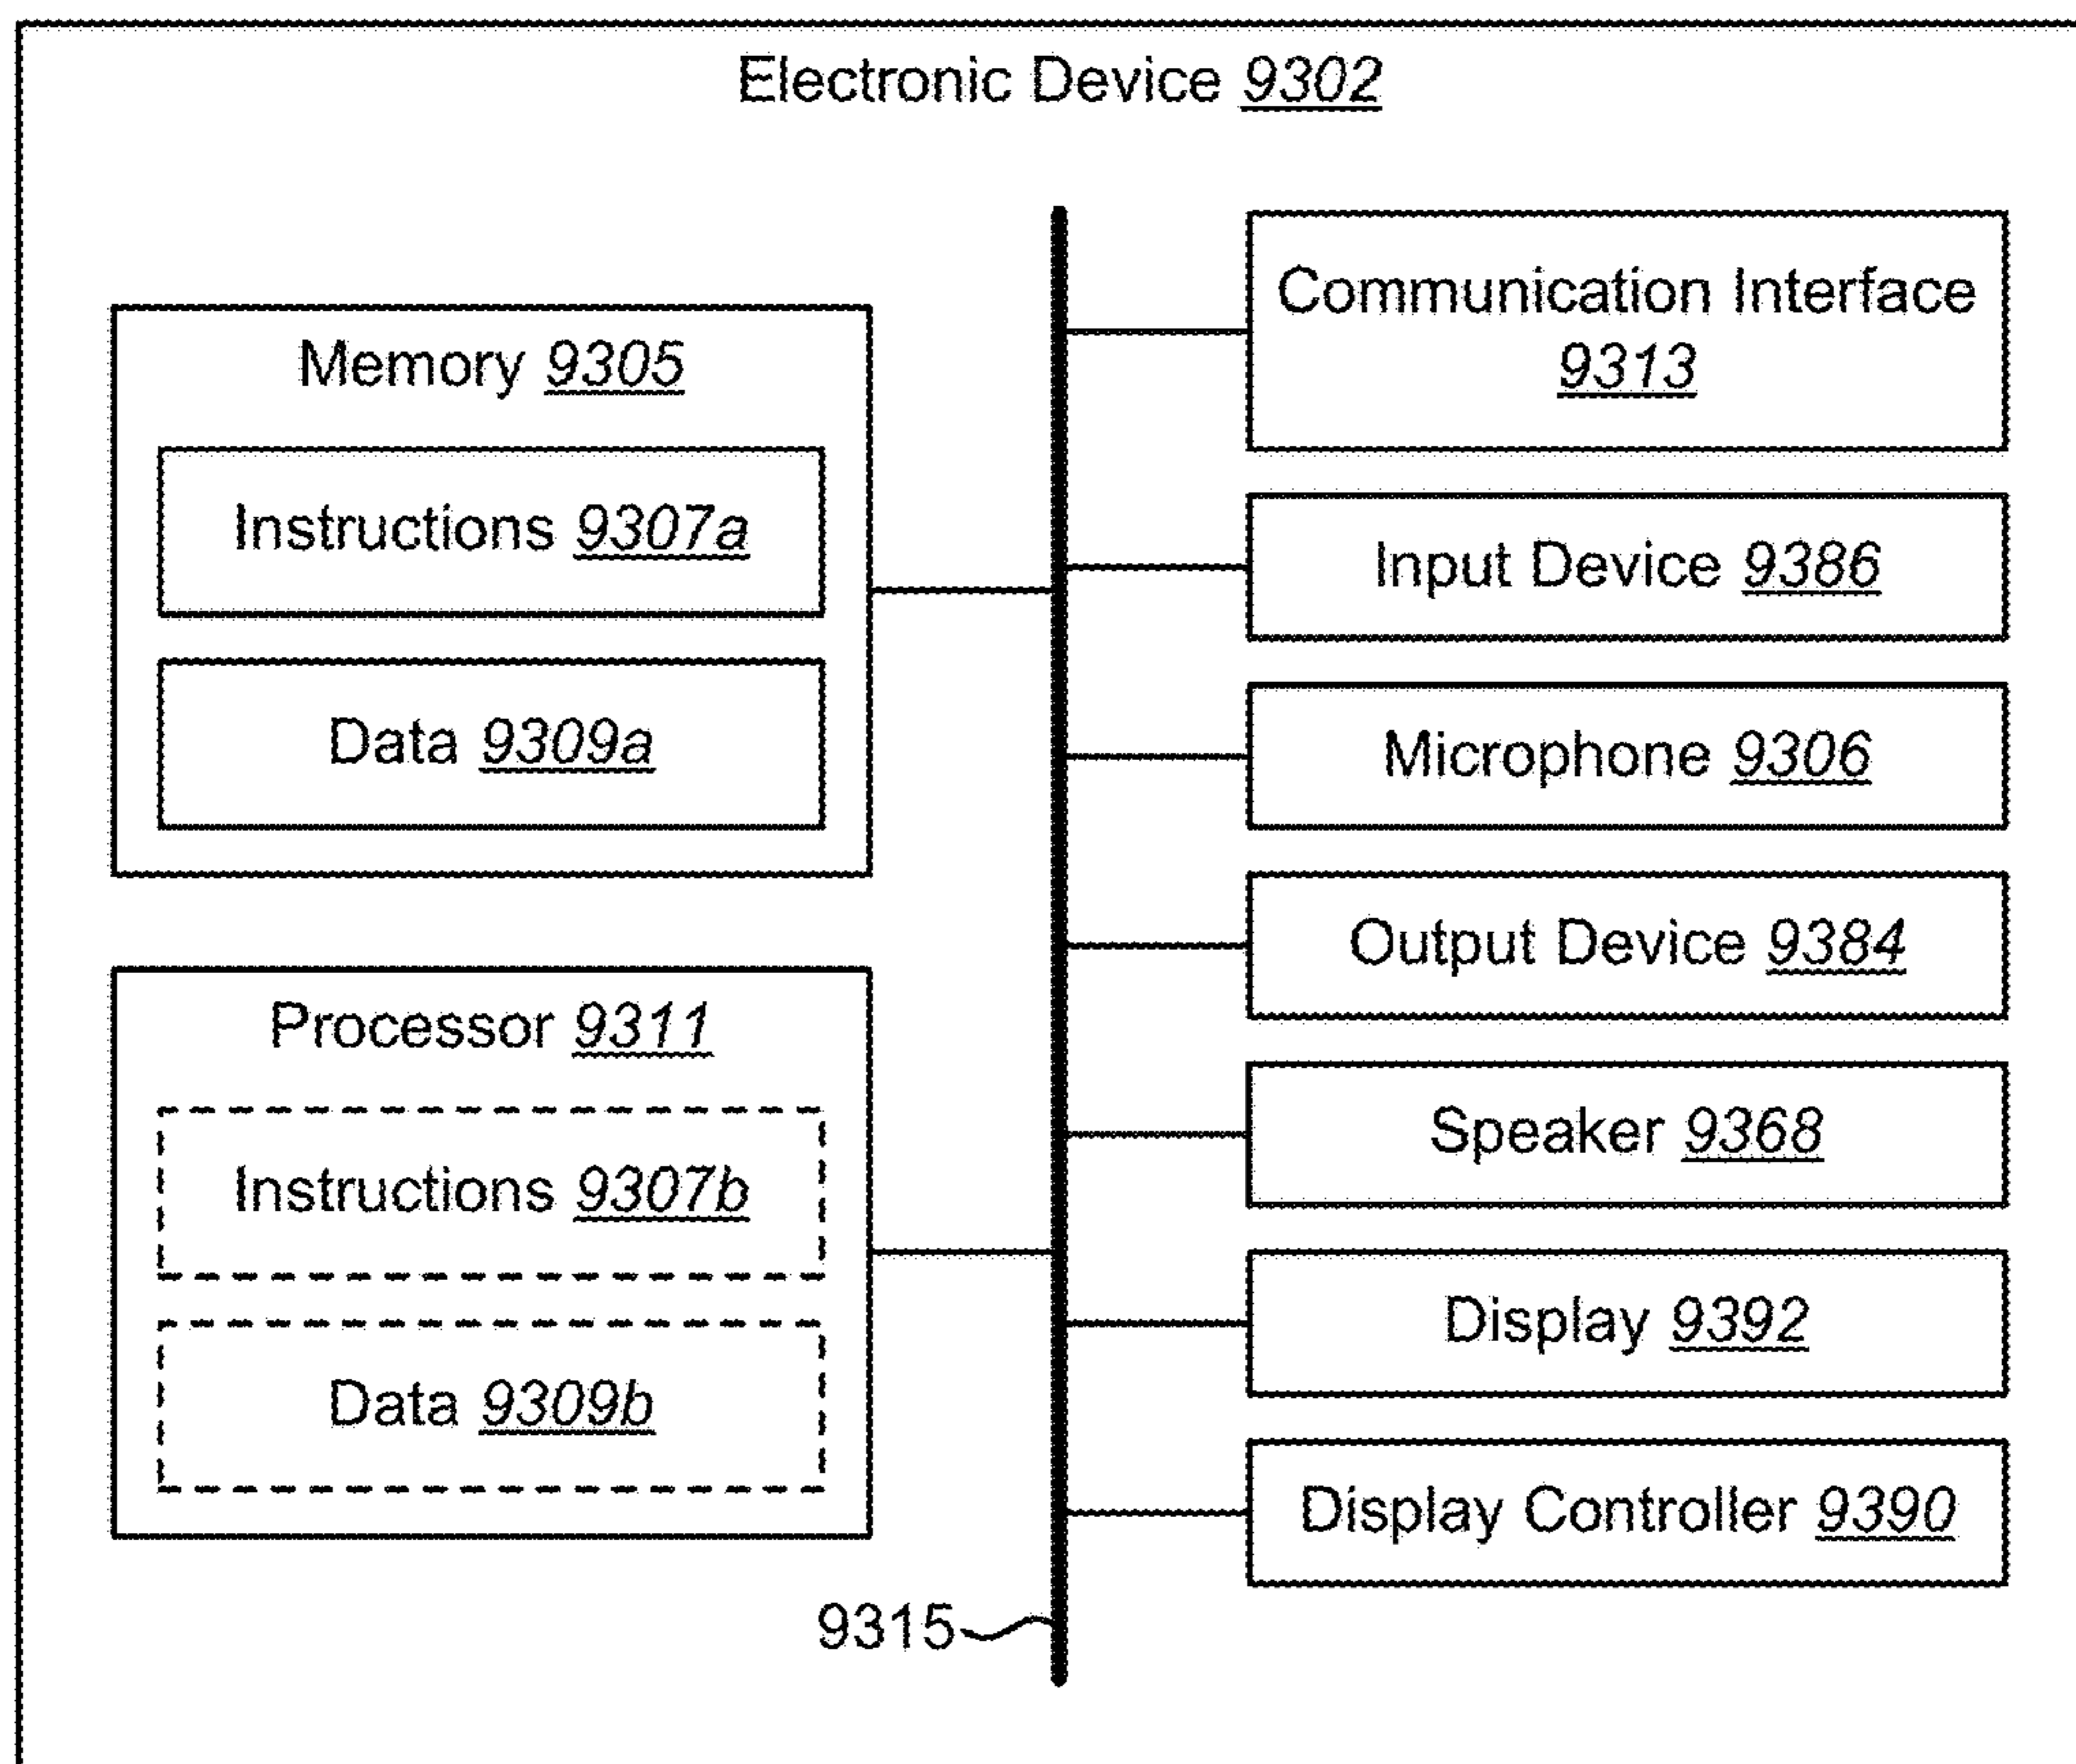 Electronic Device 9302
Memory 9305
Instructions 9307a
Data 9309a
Processor 9311
Instructions 9307b
Data 9309b
9315
Communication Interface
9313
Input Device 9386
Microphone 9306
Output Device 9384
Speaker 9368
Display 9392
Display Controller 9390